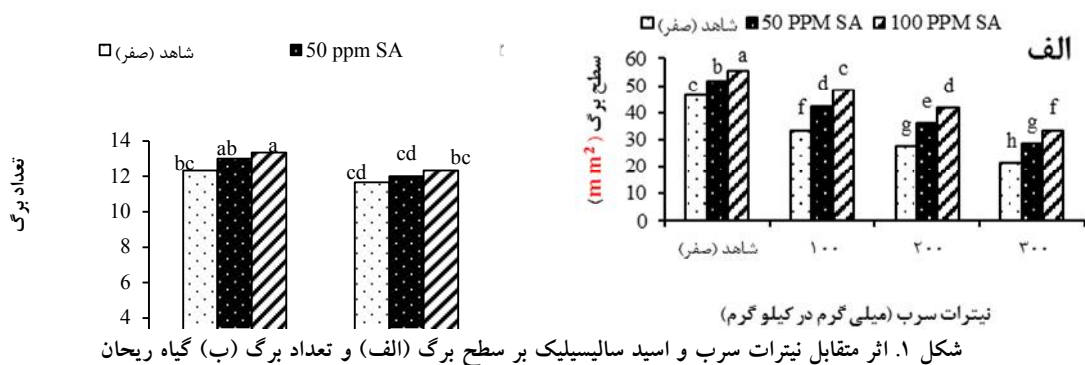 شاهد (صفر) 50 ppm SA
تعداد برگ
14
12
10
8
6
4
bc ab a
cd cd bc
شاهد (صفر) 50 PPM SA 100 PPM SA
الف
سطح برگ (m m²)
60
50
40
30
20
10
0
c b a
f d c
g e d
h g f
شاهد (صفر) ۱۰۰ ۲۰۰ ۳۰۰
نیترات سرب (میلی گرم در کیلو گرم)
شکل ۱. اثر متقابل نیترات سرب و اسید سالیسیلیک بر سطح برگ (الف) و تعداد برگ (ب) گیاه ریحان